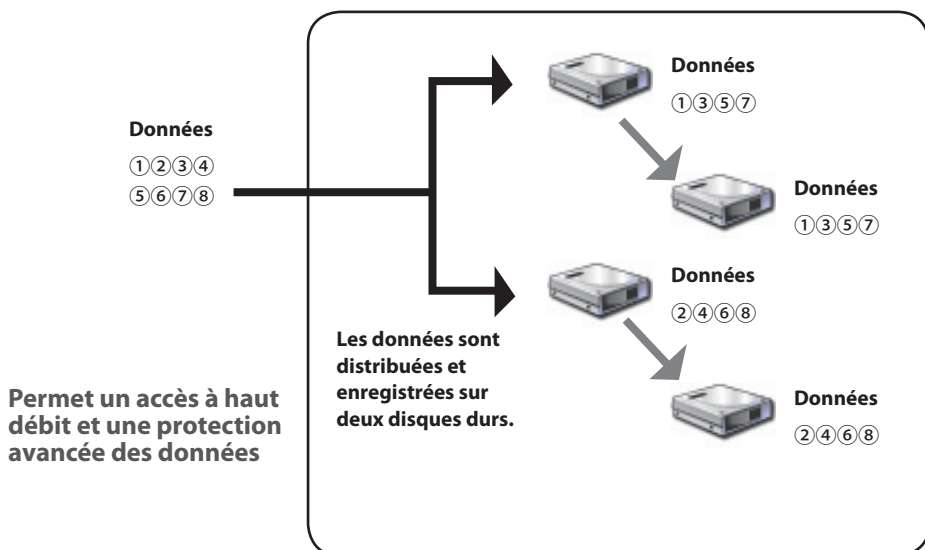 Données
①②③④
⑤⑥⑦⑧
Données
①③⑤⑦
Données
①③⑤⑦
Données
②④⑥⑧
Données
②④⑥⑧
Les données sont
distribuées et
enregistrées sur
deux disques durs.
Permet un accès à haut
débit et une protection
avancée des données